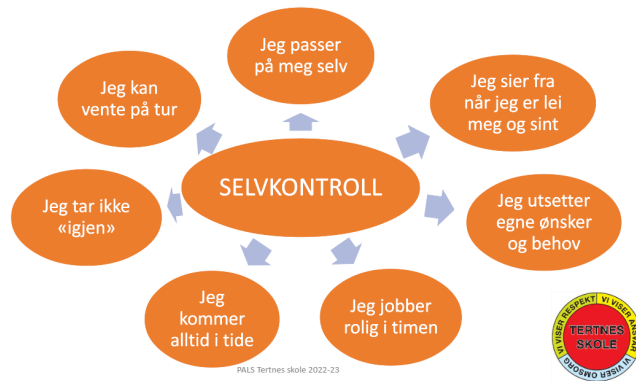 Jeg passer
på meg selv
Jeg kan
vente på tur
Jeg sier fra
når jeg er lei
meg og sint
SELVKONTROLL
Jeg tar ikke
«igjen»
Jeg utsetter
egne ønsker
og behov
Jeg
kommer
alltid i tide
Jeg jobber
rolig i timen
PALS Tertnes skole 2022-23
VI VISER RESPEKT
VI VISER ANSVAR
TERTNES
SKOLE
VI VISER OMSORG